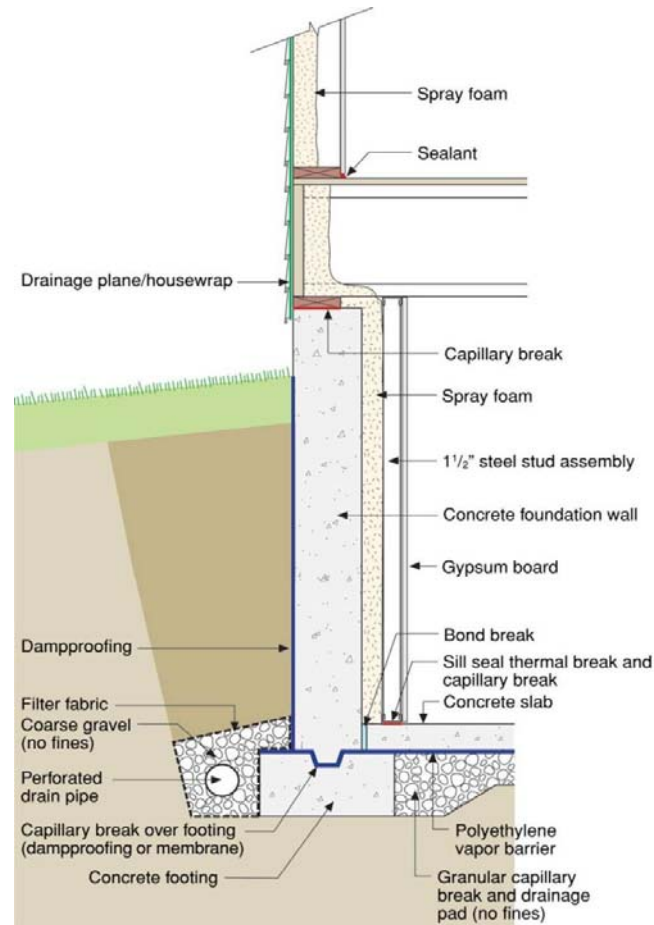 Spray foam
Sealant
Drainage plane/housewrap
Capillary break
Spray foam
1 1/2" steel stud assembly
Concrete foundation wall
Gypsum board
Bond break
Dampproofing
Sill seal thermal break and
capillary break
Filter fabric
Concrete slab
Coarse gravel
(no fines)
Perforated
drain pipe
Capillary break over footing
(dampproofing or membrane)
Polyethylene
vapor barrier
Concrete footing
Granular capillary
break and drainage
pad (no fines)